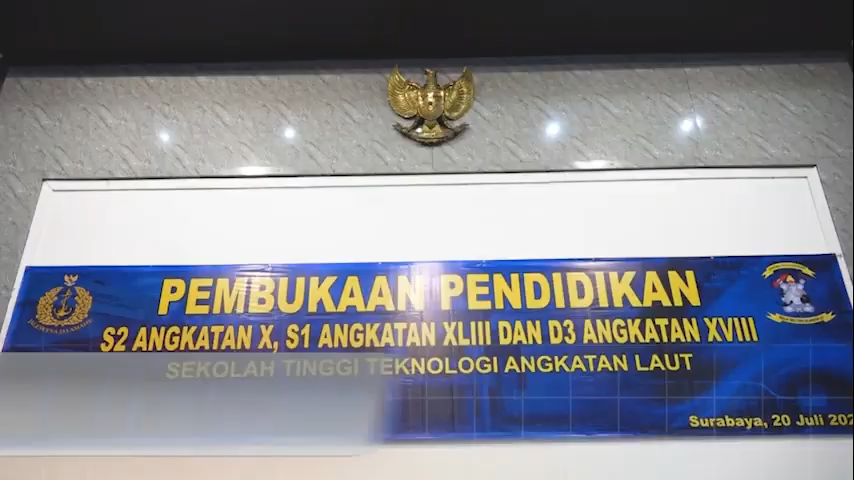 PEMBUKAAN PENDIDIKAN
S2 ANGKATAN X, S1 ANGKATAN XLIII DAN D3 ANGKATAN XVIII
SEKOLAH TINGGI TEKNOLOGI ANGKATAN LAUT
Surabaya, 20 Juli